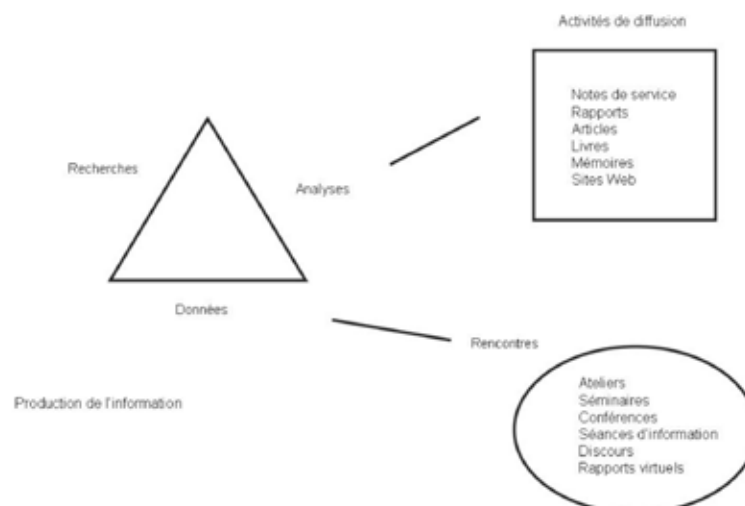 Activités de diffusion
Notes de service
Rapports
Articles
Livres
Mémoires
Sites Web
Recherches
Analyses
Données
Rencontres
Production de l'information
Ateliers
Séminaires
Conférences
Séances d'information
Discours
Rapports virtuels